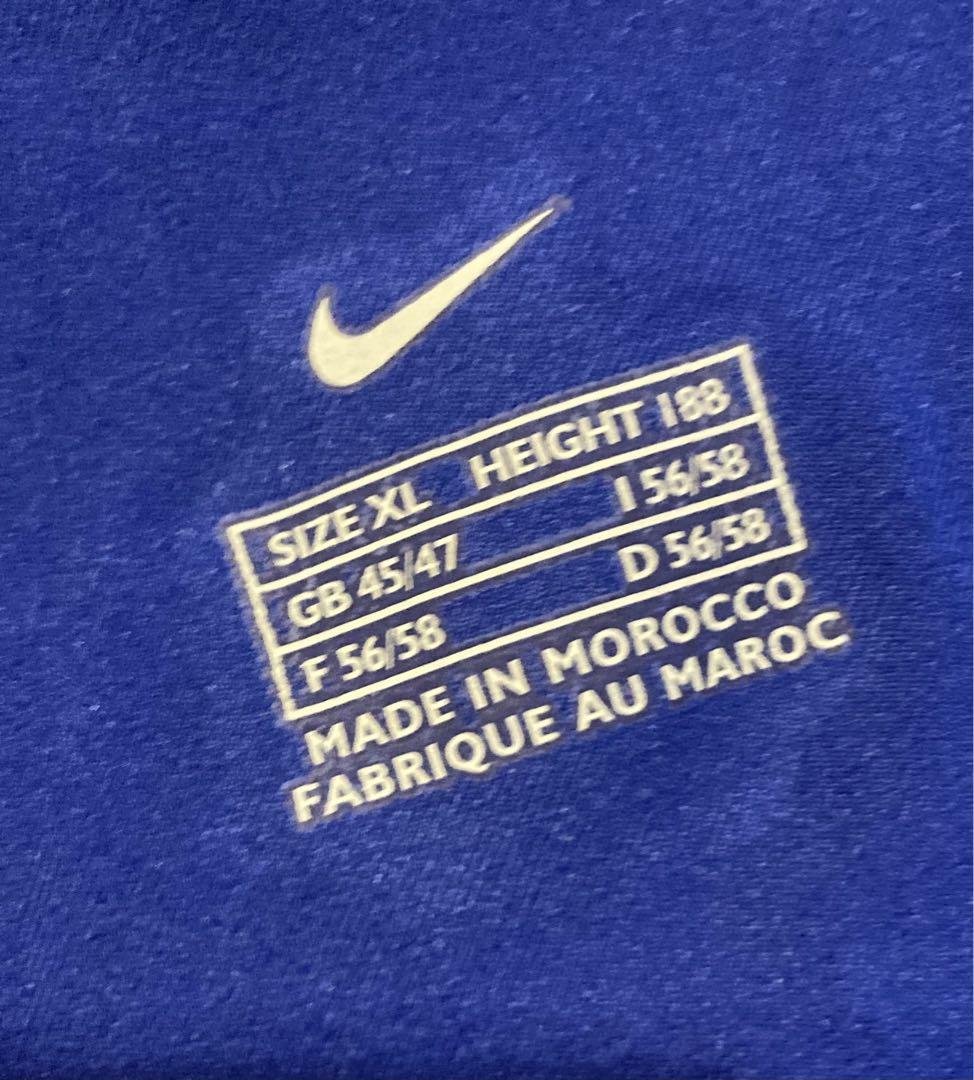 SIZE XL HEIGHT 188
GB 45/47 I 56/58
F 56/58 D 56/58
MADE IN MOROCCO
FABRIQUE AU MAROC